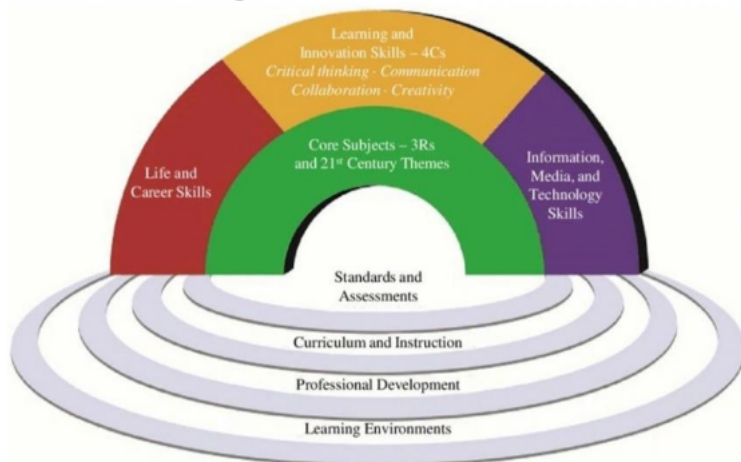 Learning and
Innovation Skills – 4Cs
Critical thinking · Communication
Collaboration · Creativity
Core Subjects – 3Rs
and 21st Century Themes
Life and
Career Skills
Information,
Media, and
Technology
Skills
Standards and
Assessments
Curriculum and Instruction
Professional Development
Learning Environments